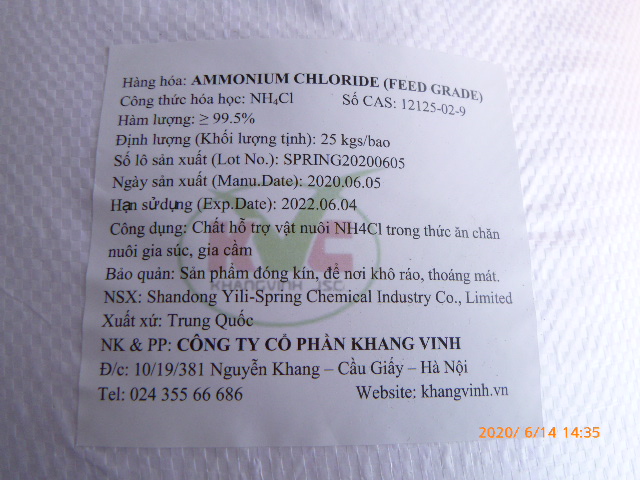 Hàng hóa: AMMONIUM CHLORIDE (FEED GRADE)
Công thức hóa học: NH₄Cl Số CAS: 12125-02-9
Hàm lượng: ≥ 99.5%
Định lượng (Khối lượng tịnh): 25 kgs/bao
Số lô sản xuất (Lot No.): SPRING20200605
Ngày sản xuất (Manu.Date): 2020.06.05
Hạn sử dụng (Exp.Date): 2022.06.04
Công dụng: Chất hỗ trợ vật nuôi NH4Cl trong thức ăn chăn
nuôi gia súc, gia cầm
KVC
Bảo quản: Sản phẩm đóng kín, để nơi khô ráo, thoáng mát.
KHANGVINH JSC
NSX: Shandong Yili-Spring Chemical Industry Co., Limited
Xuất xứ: Trung Quốc
NK & PP: CÔNG TY CỔ PHẦN KHANG VINH
Đ/c: 10/19/381 Nguyễn Khang – Cầu Giấy – Hà Nội
Tel: 024 355 66 686 Website: khangvinh.vn
2020/ 6/14 14:35